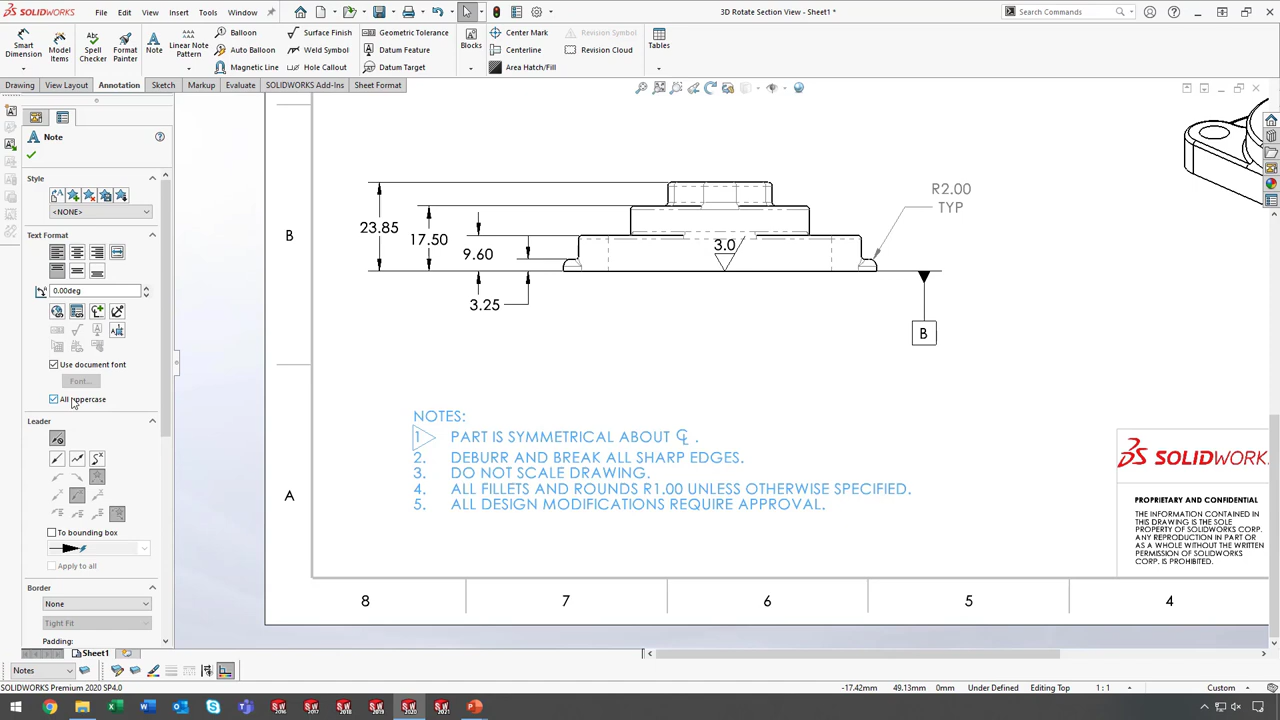 SOLIDWORKS File Edit View Insert Tools Window 3D Rotate Section View - Sheet1 * Search Commands
Smart Dimension
Model Items
Spell Checker
Format Painter
Note
Linear Note Pattern
Balloon
Auto Balloon
Magnetic Line
Surface Finish
Weld Symbol
Hole Callout
Geometric Tolerance
Datum Feature
Datum Target
Blocks
Center Mark
Centerline
Area Hatch/Fill
Revision Symbol
Revision Cloud
Tables
Drawing View Layout Annotation Sketch Markup Evaluate SOLIDWORKS Add-Ins Sheet Format
Note
Style
<NONE>
Text Format
0.00deg
Use document font
Font...
All uppercase
Leader
To bounding box
Apply to all
Border
None
Tight Fit
Padding:
B
A
23.85
17.50
9.60
3.25
3.0
R2.00
TYP
B
NOTES:
1 PART IS SYMMETRICAL ABOUT ℄ .
2. DEBURR AND BREAK ALL SHARP EDGES.
3. DO NOT SCALE DRAWING.
4. ALL FILLETS AND ROUNDS R1.00 UNLESS OTHERWISE SPECIFIED.
5. ALL DESIGN MODIFICATIONS REQUIRE APPROVAL.
SOLIDWORKS
PROPRIETARY AND CONFIDENTIAL
THE INFORMATION CONTAINED IN
THIS DRAWING IS THE SOLE
PROPERTY OF SOLIDWORKS CORP.
ANY REPRODUCTION IN PART OR
AS A WHOLE WITHOUT THE WRITTEN
PERMISSION OF SOLIDWORKS
CORP. IS PROHIBITED.
8 7 6 5 4
Sheet1
Notes
SOLIDWORKS Premium 2020 SP4.0 -17.42mm 49.13mm 0mm Under Defined Editing Top 1 : 1 Custom
2016 2017 2018 2019 2020 2021